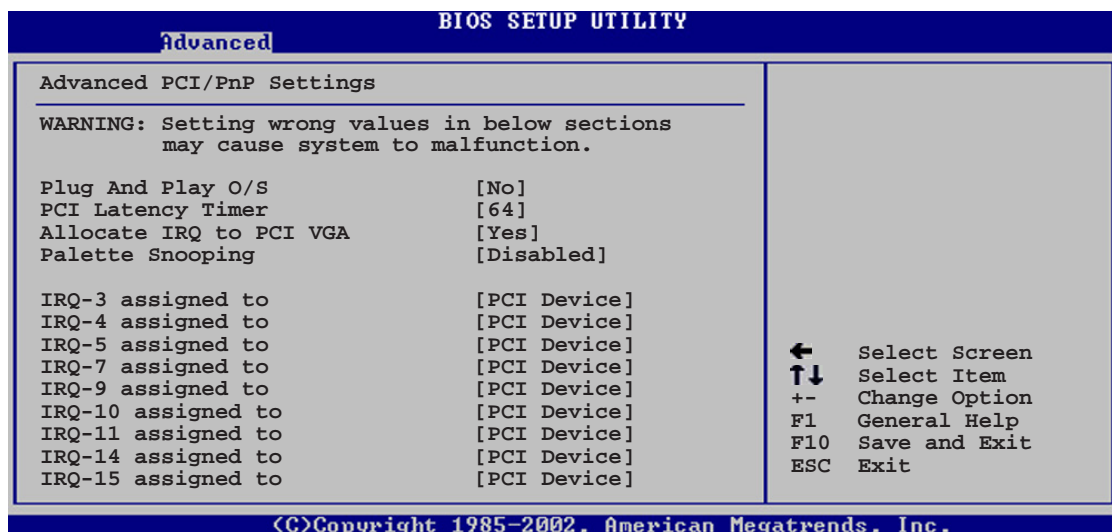 BIOS SETUP UTILITY
Advanced
Advanced PCI/PnP Settings
WARNING: Setting wrong values in below sections
may cause system to malfunction.
Plug And Play O/S [No]
PCI Latency Timer [64]
Allocate IRQ to PCI VGA [Yes]
Palette Snooping [Disabled]
IRQ-3 assigned to [PCI Device]
IRQ-4 assigned to [PCI Device]
IRQ-5 assigned to [PCI Device]
IRQ-7 assigned to [PCI Device]
IRQ-9 assigned to [PCI Device]
IRQ-10 assigned to [PCI Device]
IRQ-11 assigned to [PCI Device]
IRQ-14 assigned to [PCI Device]
IRQ-15 assigned to [PCI Device]
← Select Screen
↑↓ Select Item
+- Change Option
F1 General Help
F10 Save and Exit
ESC Exit
(C)Copyright 1985-2002, American Megatrends, Inc.